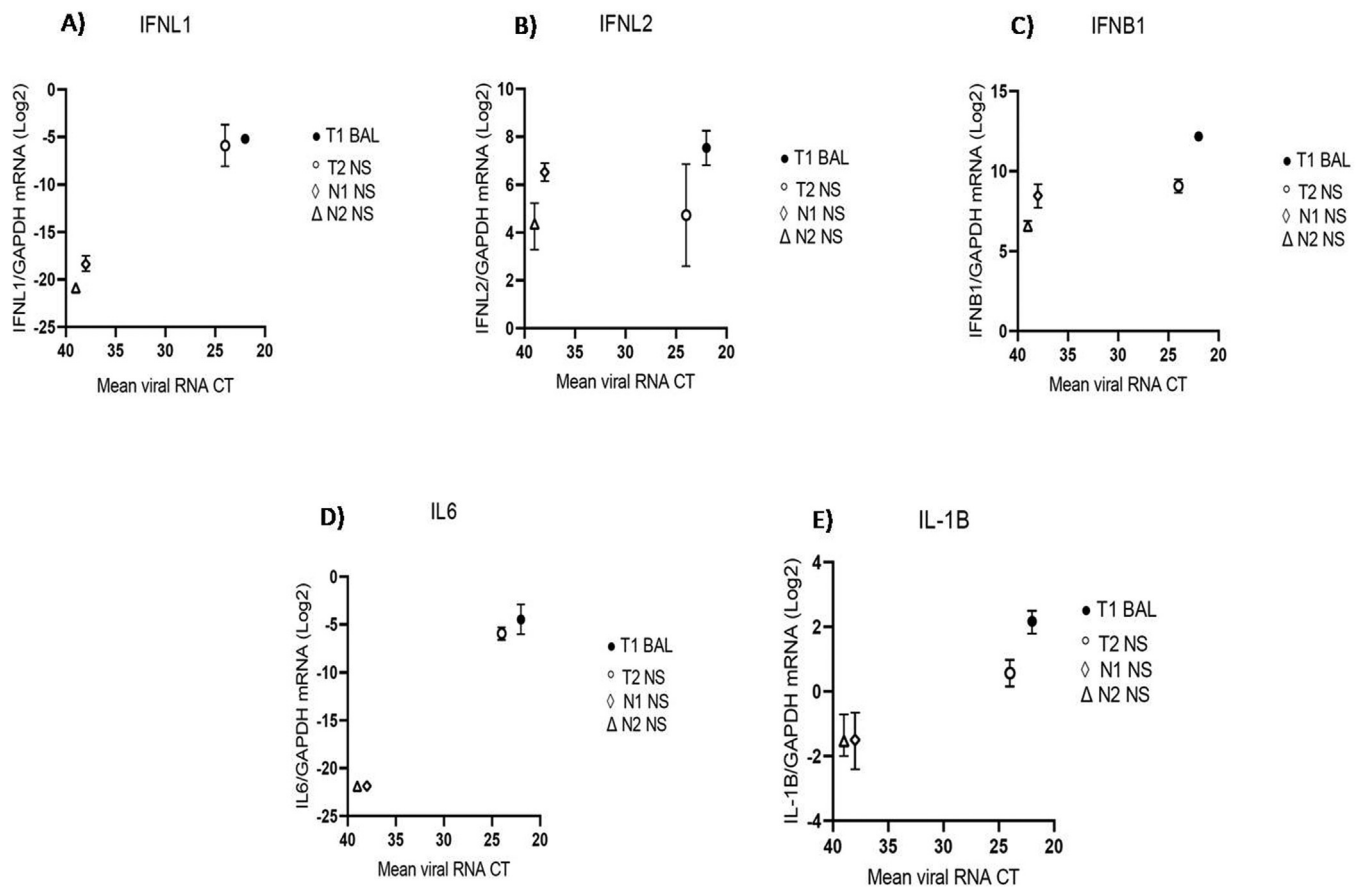 A) IFNL1
IFNL1/GAPDH mRNA (Log2)
0
-5
-10
-15
-20
-25
40 35 30 25 20
Mean viral RNA CT
T1 BAL
T2 NS
N1 NS
N2 NS
B) IFNL2
IFNL2/GAPDH mRNA (Log2)
10
8
6
4
2
0
40 35 30 25 20
Mean viral RNA CT
T1 BAL
T2 NS
N1 NS
N2 NS
C) IFNB1
IFNB1/GAPDH mRNA (Log2)
15
10
5
0
40 35 30 25 20
Mean viral RNA CT
T1 BAL
T2 NS
N1 NS
N2 NS
D) IL6
IL6/GAPDH mRNA (Log2)
0
-5
-10
-15
-20
-25
40 35 30 25 20
Mean viral RNA CT
T1 BAL
T2 NS
N1 NS
N2 NS
E) IL-1B
IL-1B/GAPDH mRNA (Log2)
4
2
0
-2
-4
40 35 30 25 20
Mean viral RNA CT
T1 BAL
T2 NS
N1 NS
N2 NS